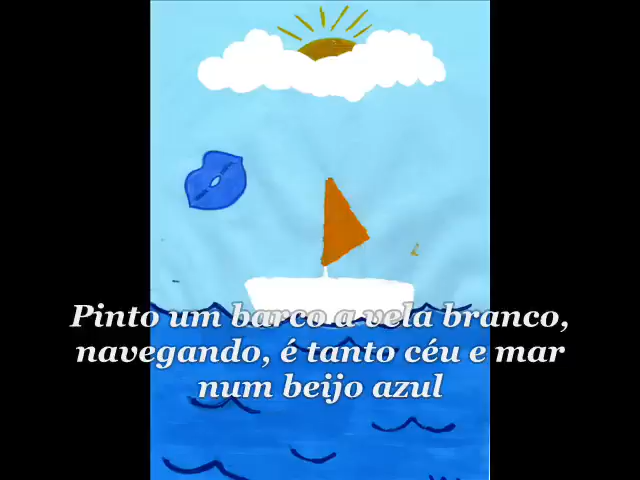 Pinto um barco a vela branco,
navegando, é tanto céu e mar
num beijo azul